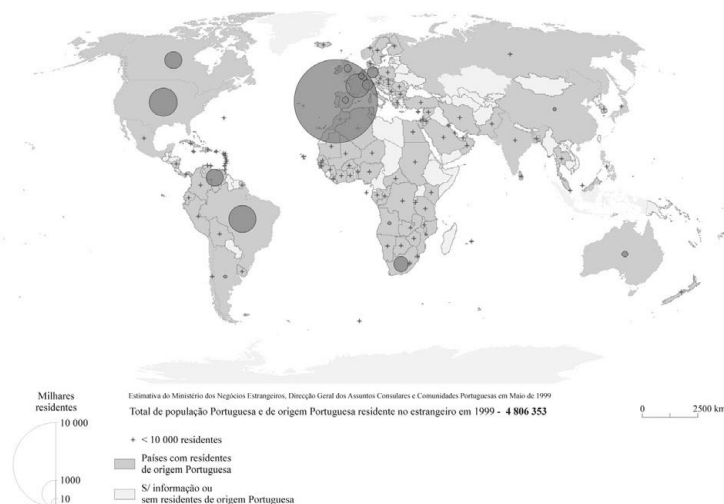 Milhares
residentes
10 000
1000
10
Estimativa do Ministério dos Negócios Estrangeiros, Direcção Geral dos Assuntos Consulares e Comunidades Portuguesas em Maio de 1999
Total de população Portuguesa e de origem Portuguesa residente no estrangeiro em 1999 - 4 806 353
< 10 000 residentes
Países com residentes
de origem Portuguesa
S/ informação ou
sem residentes de origem Portuguesa
0 2500 km